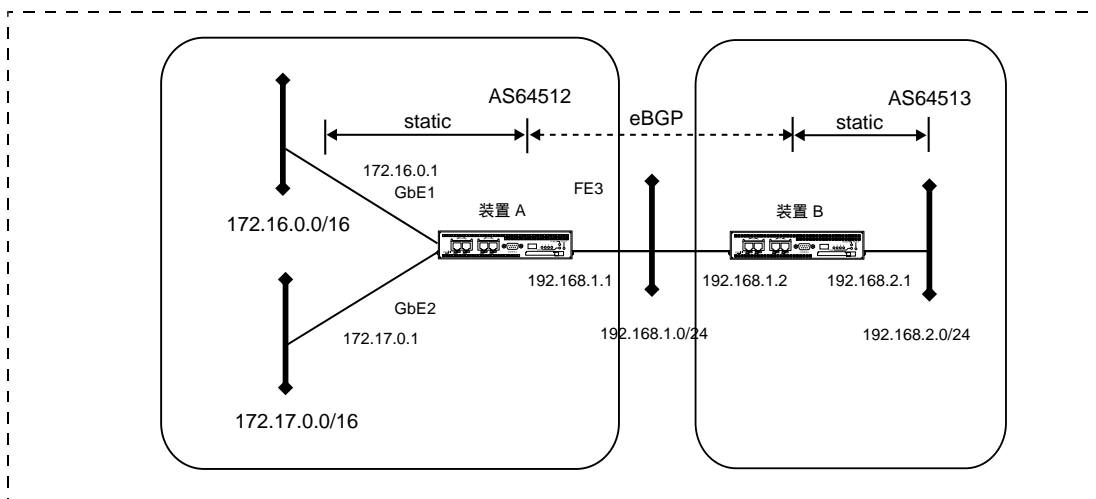 AS64512
AS64513
static
eBGP
static
172.16.0.1
GbE1
FE3
172.16.0.0/16
装置 A
装置 B
192.168.1.1
192.168.1.2
192.168.2.1
GbE2
172.17.0.1
192.168.1.0/24
192.168.2.0/24
172.17.0.0/16